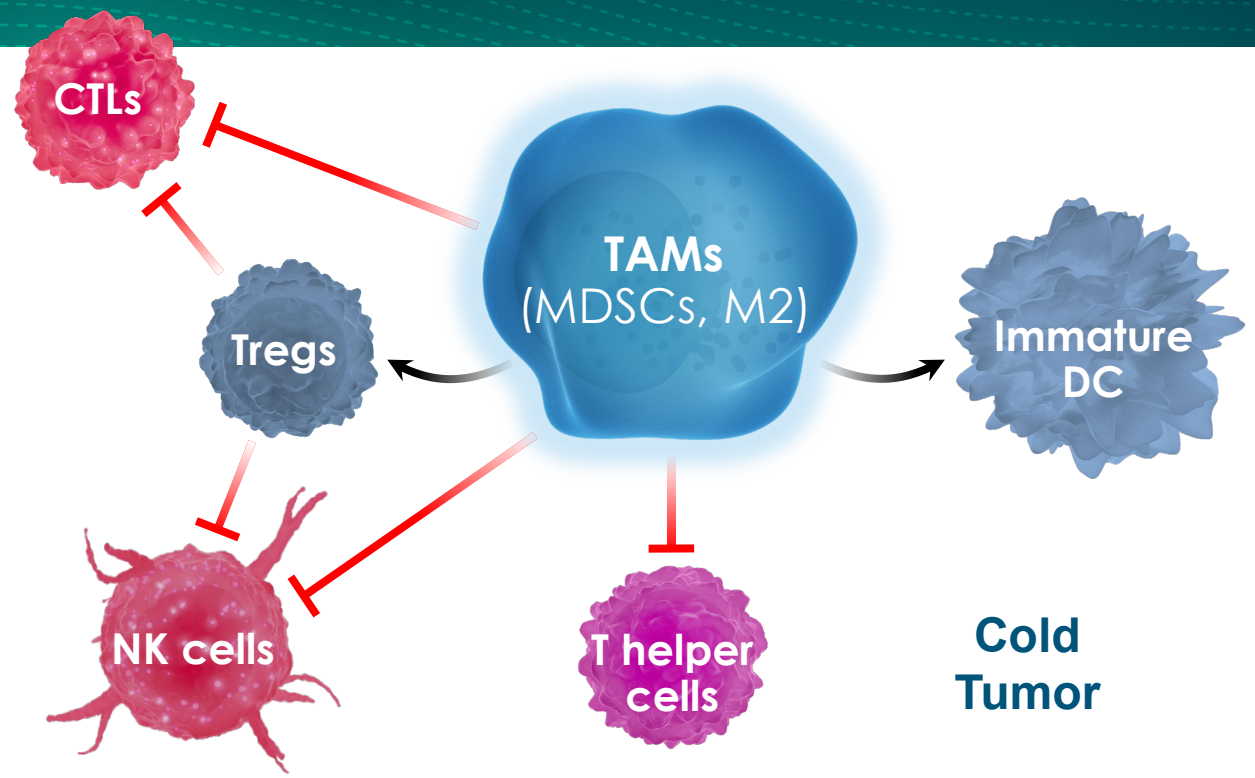 CTLs
TAMs
(MDSCs, M2)
Tregs
Immature
DC
NK cells
T helper
cells
Cold
Tumor